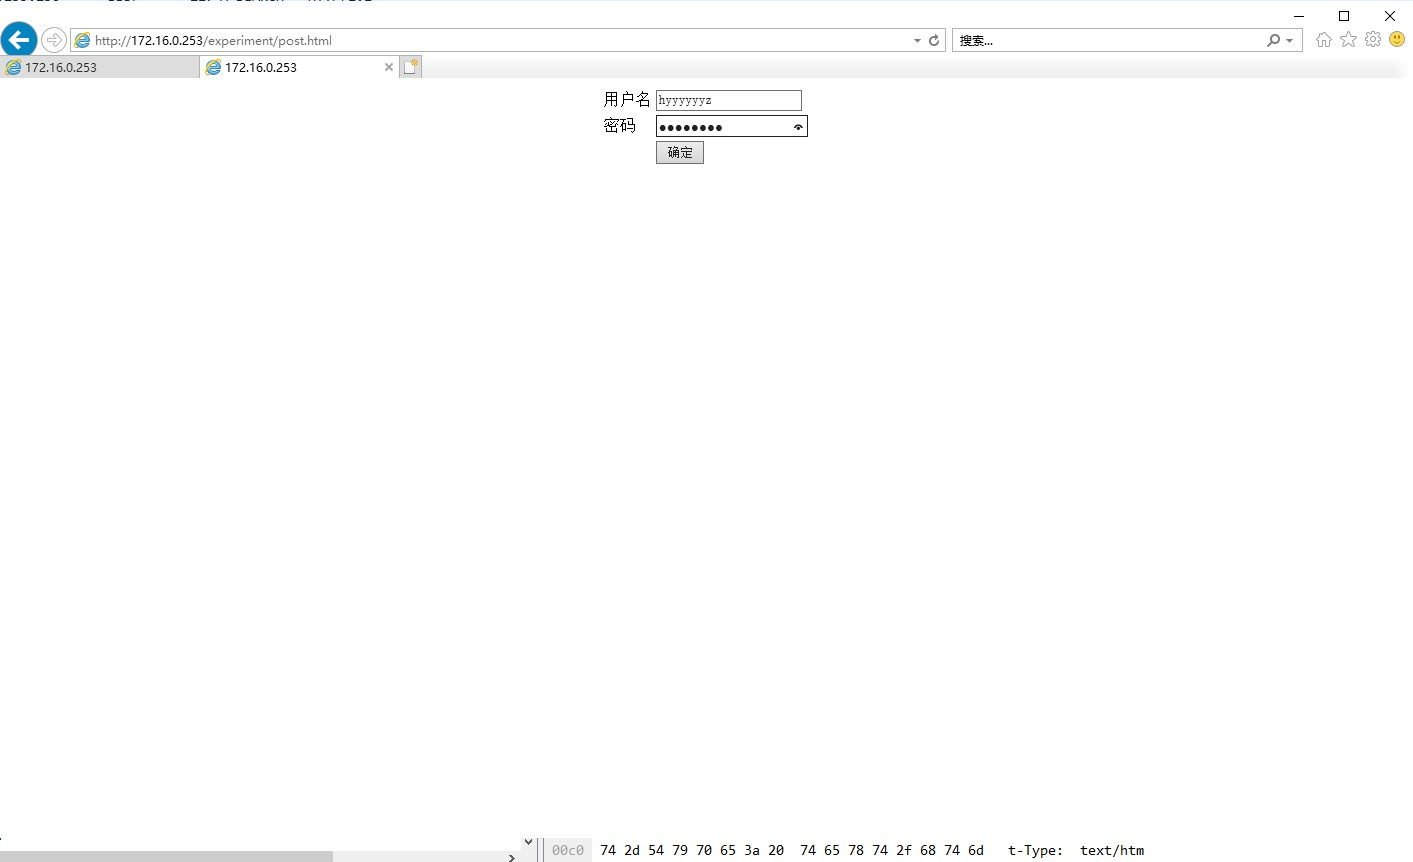 http://172.16.0.253/experiment/post.html
搜索...
172.16.0.253
172.16.0.253
用户名 hyyyyyyz
密码
确定
00c0 74 2d 54 79 70 65 3a 20 74 65 78 74 2f 68 74 6d t-Type: text/htm